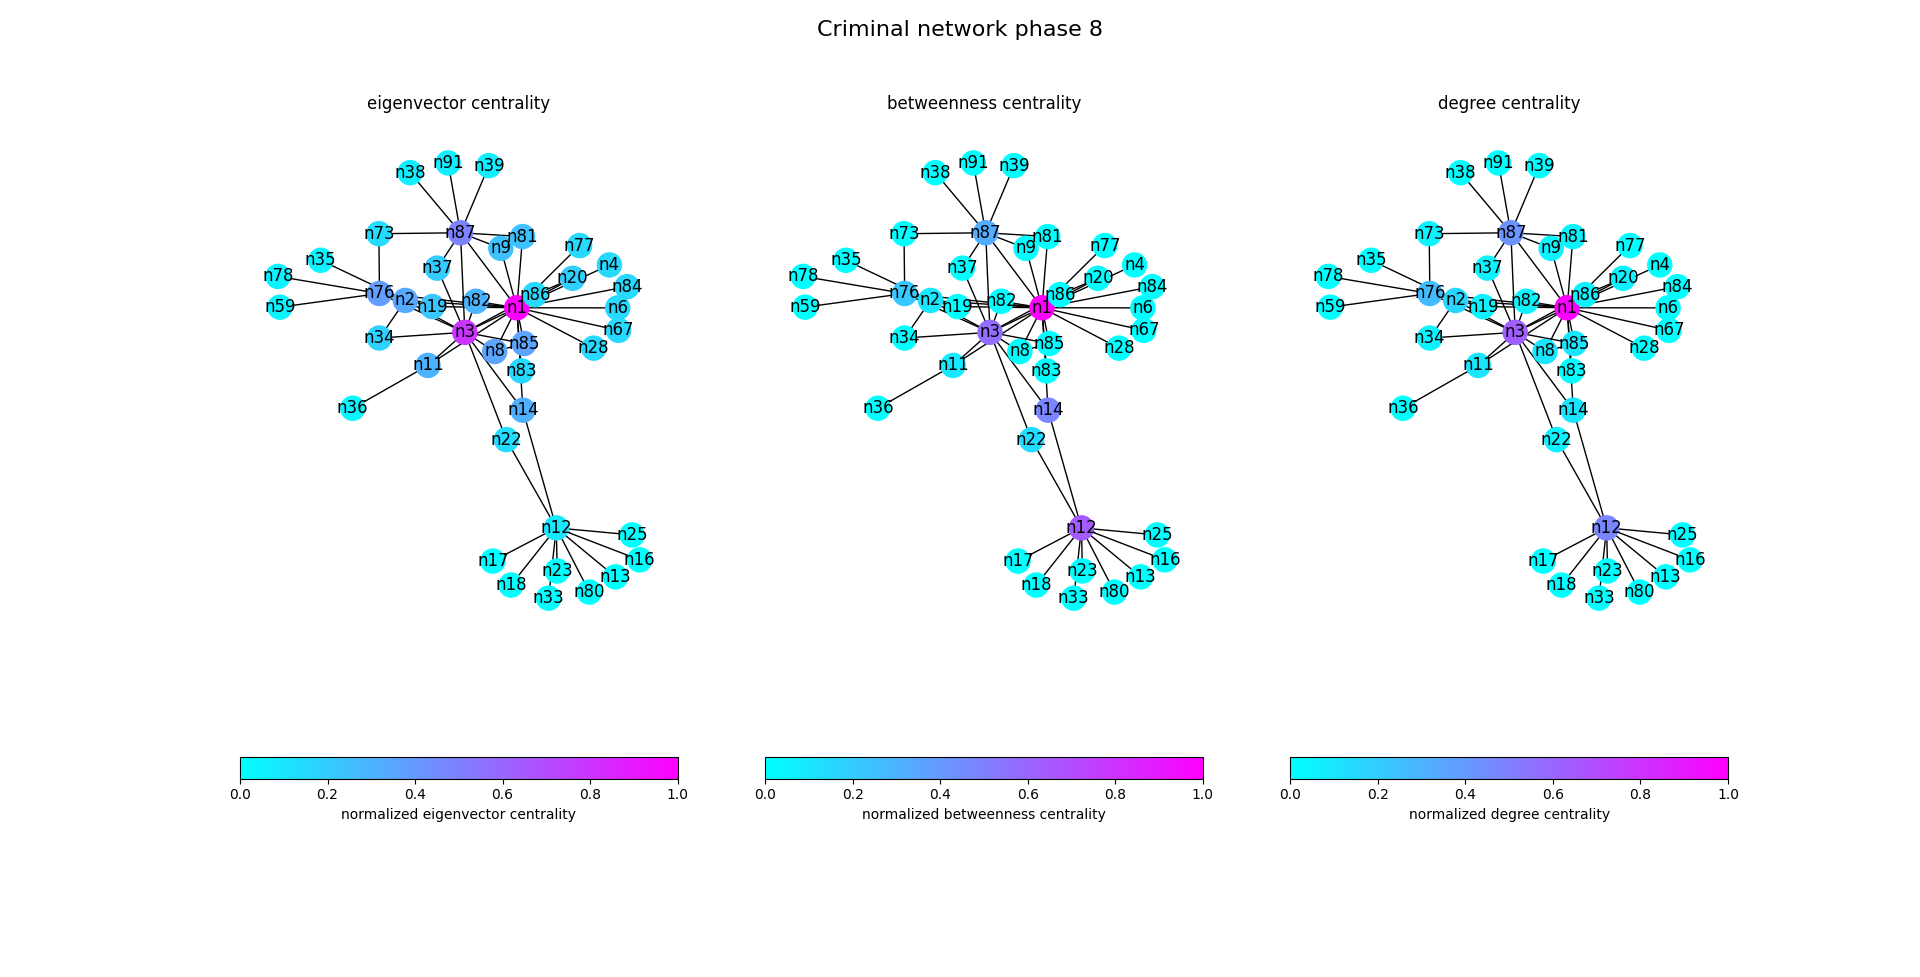 Criminal network phase 8
eigenvector centrality
n38
n91
n39
n73
n87
n9
n81
n77
n35
n78
n59
n76
n2
n37
n19
n82
n86
n20
n4
n84
n1
n6
n67
n28
n34
n3
n8
n85
n11
n83
n36
n14
n22
n12
n25
n17
n16
n18
n23
n13
n33
n80
0.0 0.2 0.4 0.6 0.8 1.0
normalized eigenvector centrality
betweenness centrality
n38
n91
n39
n73
n87
n9
n81
n77
n35
n78
n59
n76
n2
n37
n19
n82
n86
n20
n4
n84
n1
n6
n67
n28
n34
n3
n8
n85
n11
n83
n36
n14
n22
n12
n25
n17
n16
n18
n23
n13
n33
n80
0.0 0.2 0.4 0.6 0.8 1.0
normalized betweenness centrality
degree centrality
n38
n91
n39
n73
n87
n9
n81
n77
n35
n78
n59
n76
n2
n37
n19
n82
n86
n20
n4
n84
n1
n6
n67
n28
n34
n3
n8
n85
n11
n83
n36
n14
n22
n12
n25
n17
n16
n18
n23
n13
n33
n80
0.0 0.2 0.4 0.6 0.8 1.0
normalized degree centrality